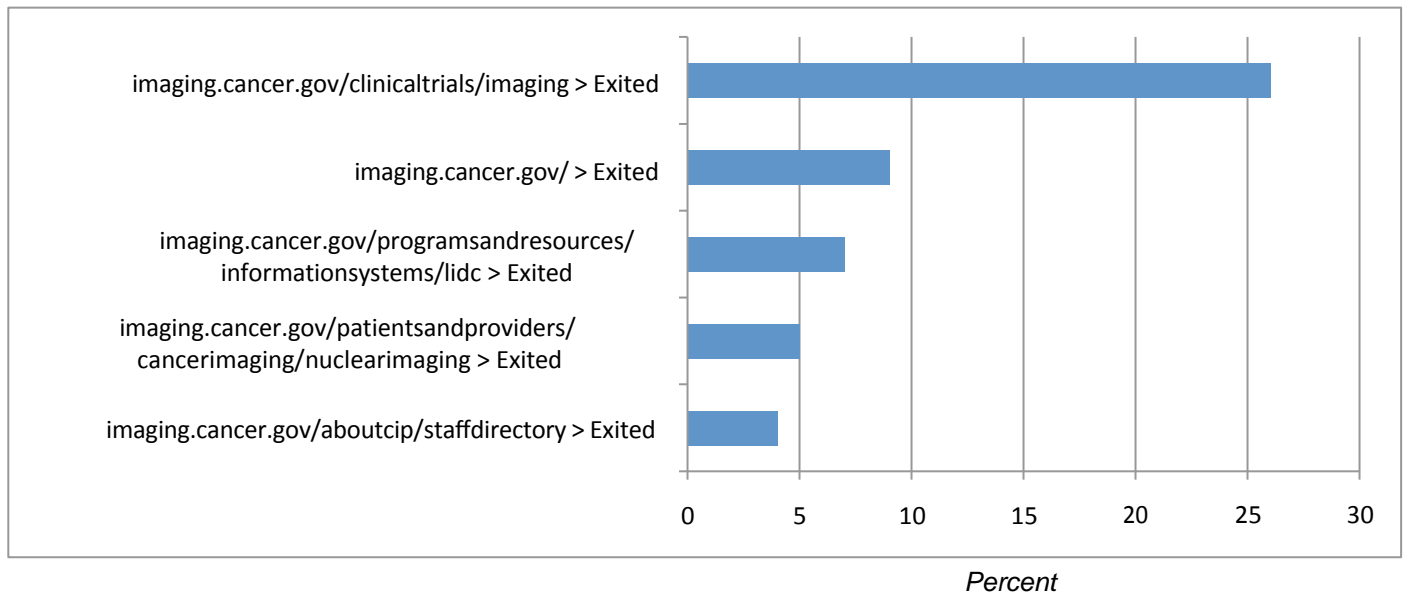 imaging.cancer.gov/clinicaltrials/imaging > Exited
imaging.cancer.gov/ > Exited
imaging.cancer.gov/programsandresources/
informationsystems/lidc > Exited
imaging.cancer.gov/patientsandproviders/
cancerimaging/nuclearimaging > Exited
imaging.cancer.gov/aboutcip/staffdirectory > Exited
0 5 10 15 20 25 30
Percent